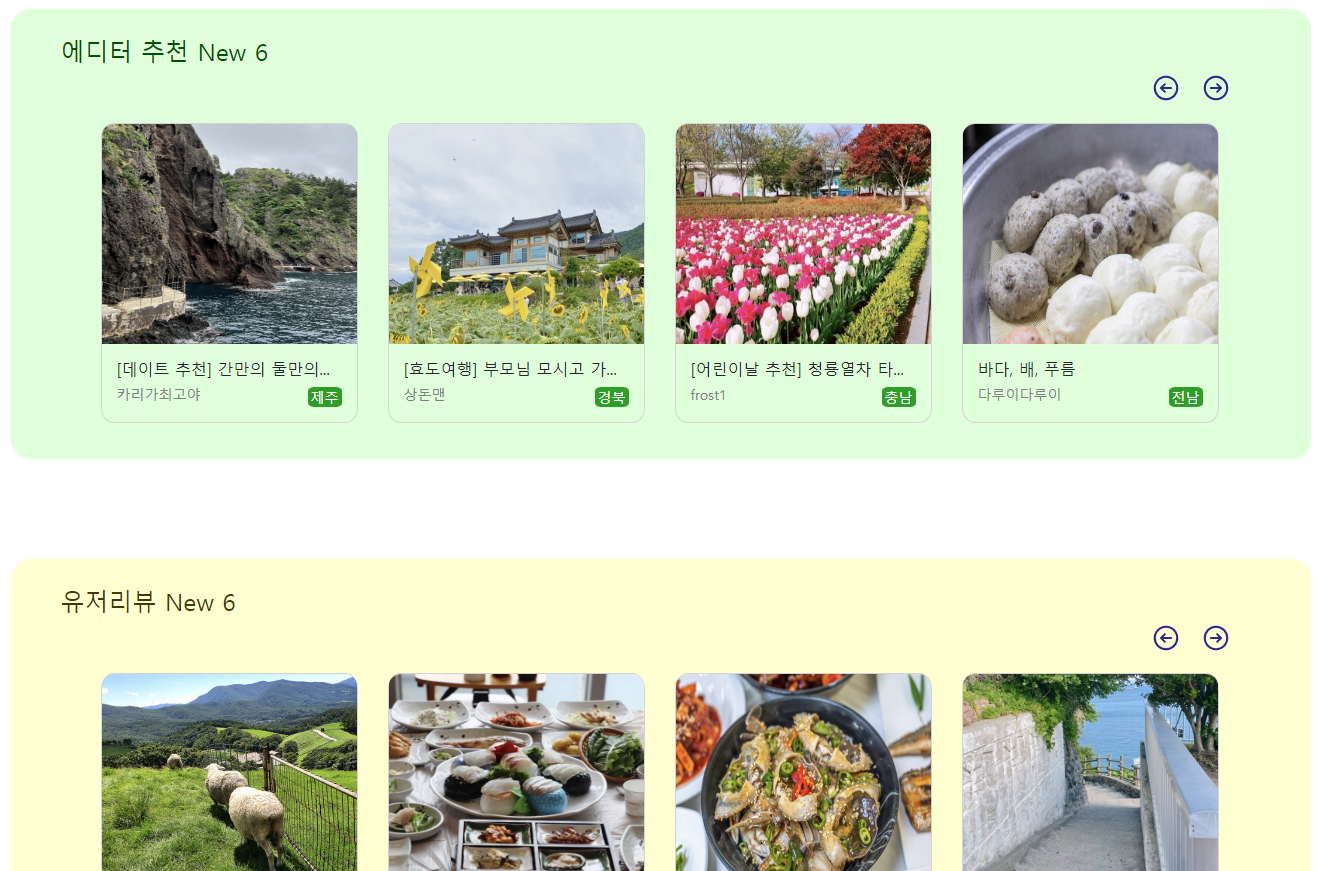 에디터 추천 New 6
[데이트 추천] 간만의 둘만의...
카리가최고야
제주
[효도여행] 부모님 모시고 가...
상돈맨
경북
[어린이날 추천] 청룡열차 타...
frost1
충남
바다, 배, 푸름
다루이다루이
전남
유저리뷰 New 6